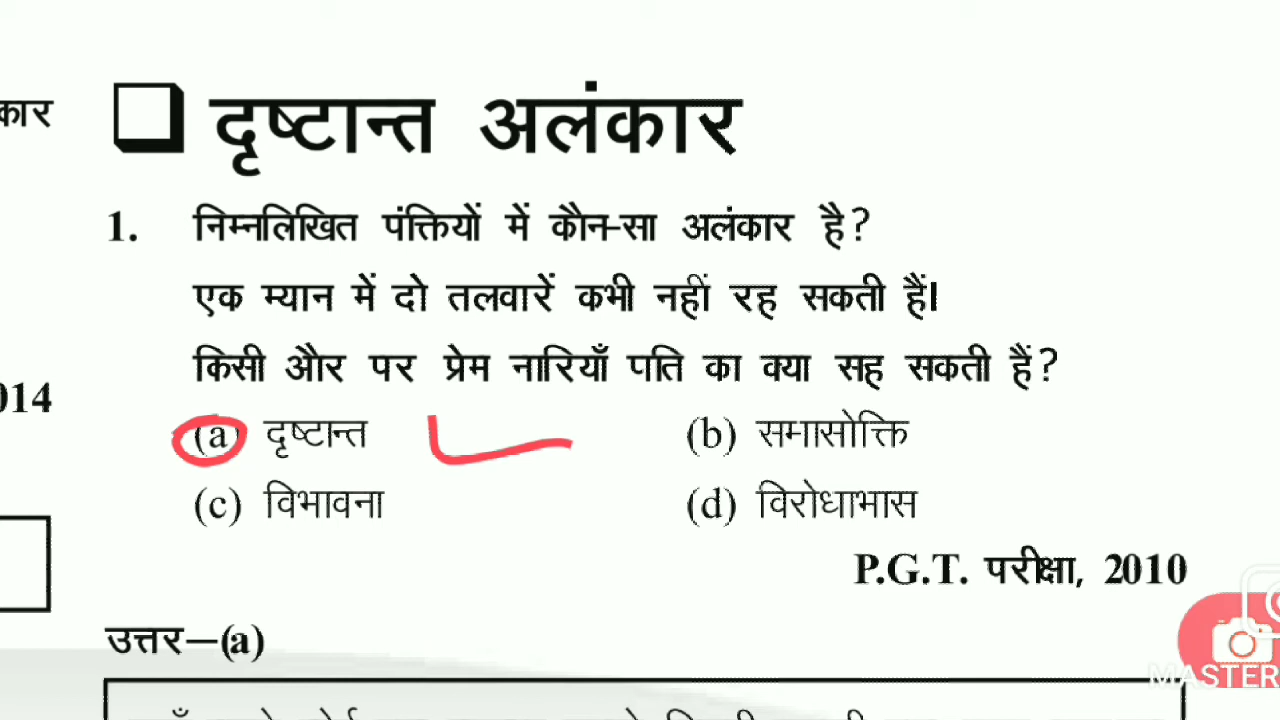 कार
❑ दृष्टान्त अलंकार
1. निम्नलिखित पंक्तियों में कौन-सा अलंकार है?
एक म्यान में दो तलवारें कभी नहीं रह सकती हैं।
किसी और पर प्रेम नारियाँ पति का क्या सह सकती हैं?
014
(a) दृष्टान्त (b) समासोक्ति
(c) विभावना (d) विरोधाभास
P.G.T. परीक्षा, 2010
उत्तर–(a)
MASTER